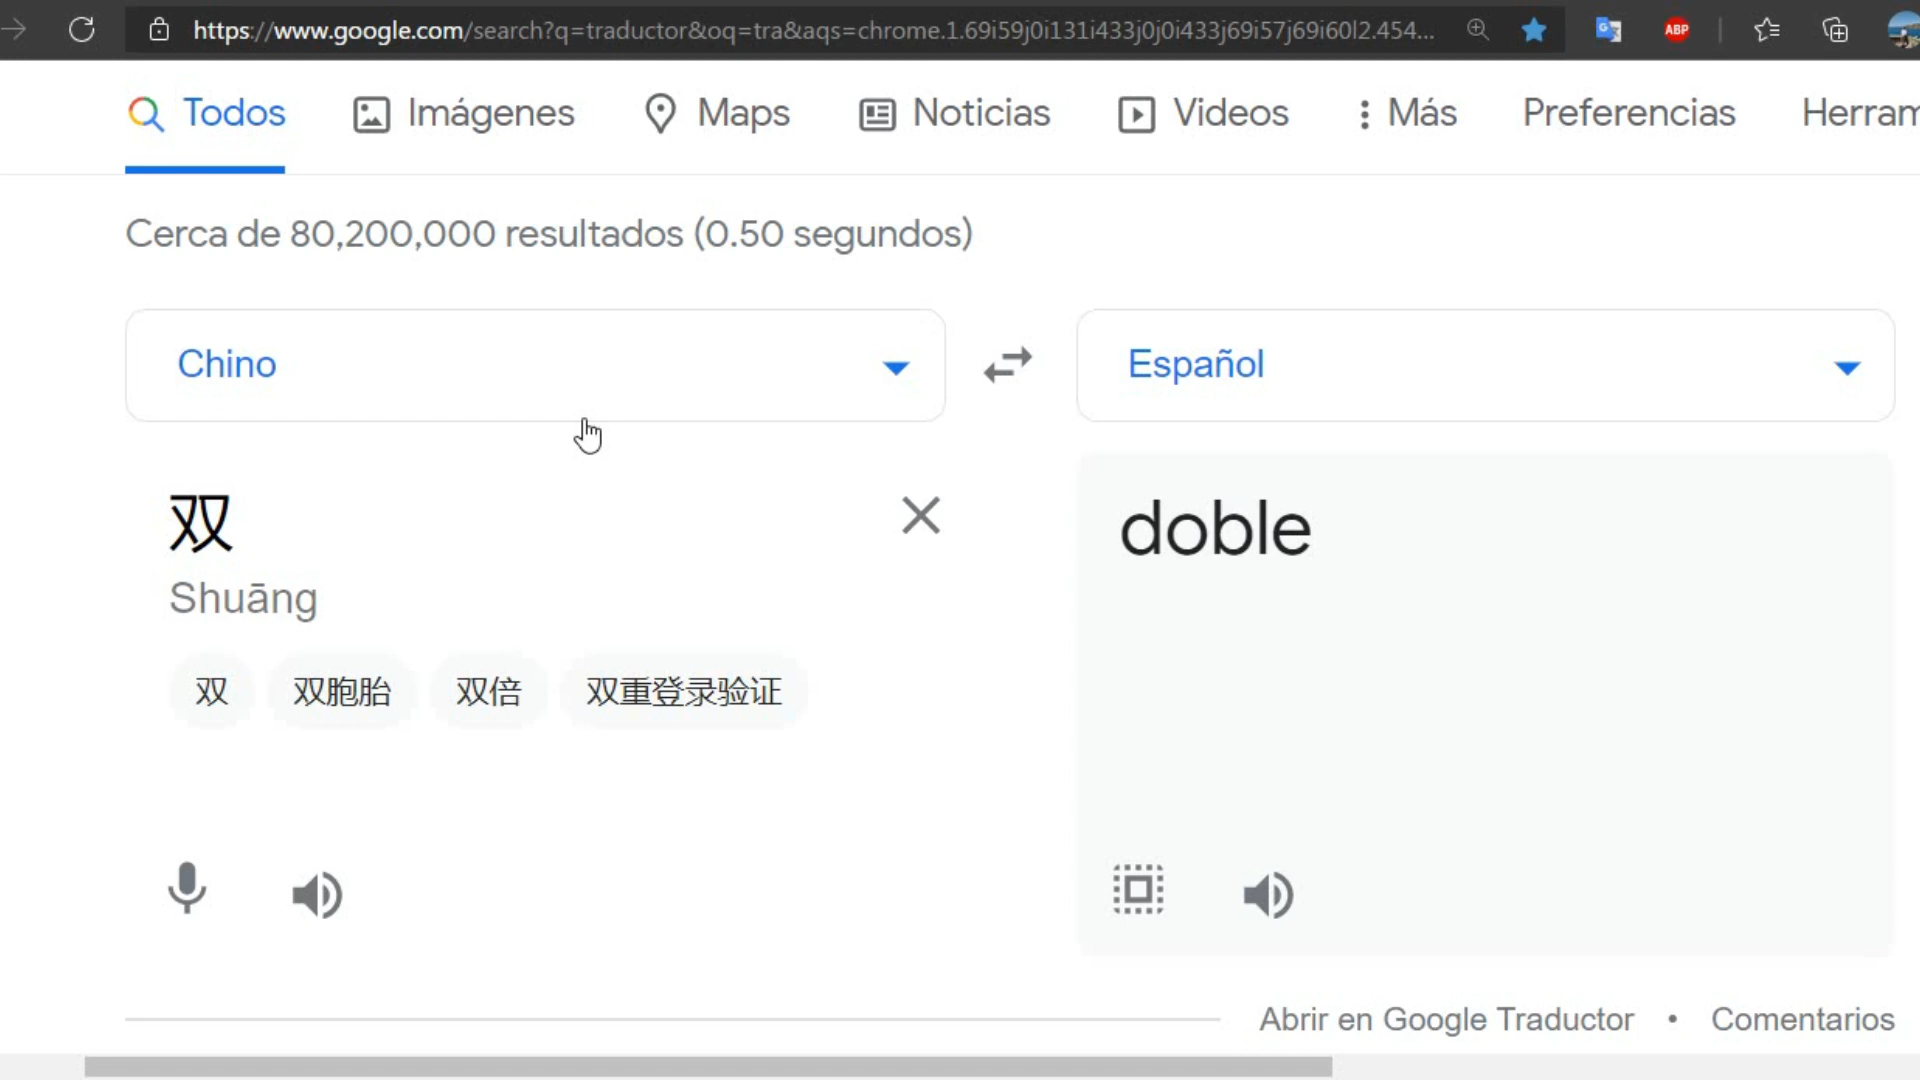 https://www.google.com/search?q=traductor&oq=tra&aqs=chrome.1.69i59j0i131i433j0j0i433j69i57j69i60l2.454...
ABP
Todos Imágenes Maps Noticias Videos Más Preferencias Herram
Cerca de 80,200,000 resultados (0.50 segundos)
Chino Español
双 doble
Shuāng
双 双胞胎 双倍 双重登录验证
Abrir en Google Traductor • Comentarios